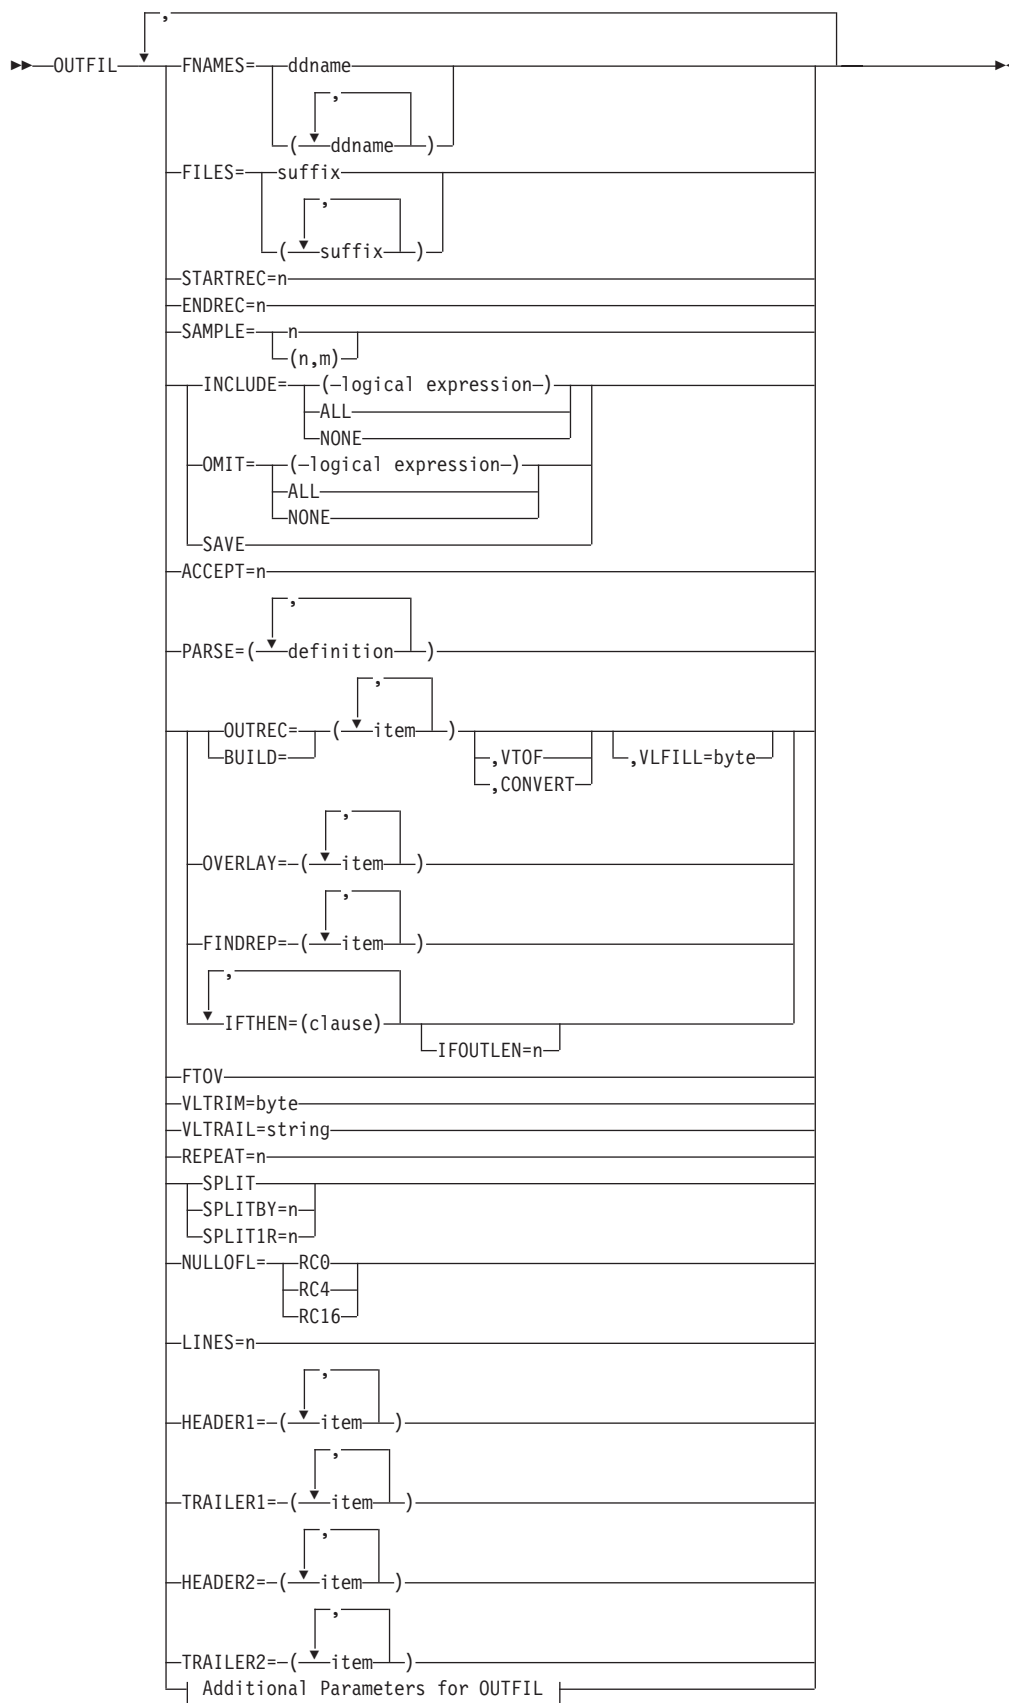 ,
OUTFIL FNAMES= ddname
,
( ddname )
FILES= suffix
,
( suffix )
STARTREC=n
ENDREC=n
SAMPLE= n
(n,m)
INCLUDE= (logical expression)
ALL
NONE
OMIT= (logical expression)
ALL
NONE
SAVE
ACCEPT=n
,
PARSE=( definition )
,
OUTREC= ( item )
BUILD= ,VTOF ,VLFILL=byte
,CONVERT
,
OVERLAY= ( item )
,
FINDREP= ( item )
,
IFTHEN=(clause)
IFOUTLEN=n
FTOV
VLTRIM=byte
VLTRAIL=string
REPEAT=n
SPLIT
SPLITBY=n
SPLIT1R=n
NULLOFL= RC0
RC4
RC16
LINES=n
,
HEADER1= ( item )
,
TRAILER1= ( item )
,
HEADER2= ( item )
,
TRAILER2= ( item )
Additional Parameters for OUTFIL